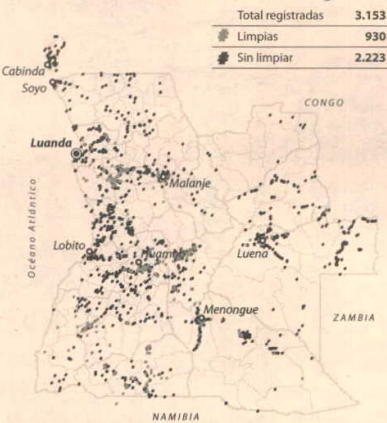 Total registradas 3.153
Limpias 930
Sin limpiar 2.223
Cabinda
Soyo
CONGO
Luanda
Malanje
Océano Atlántico
Lobito
Huambo
Luena
Menongue
ZAMBIA
NAMIBIA